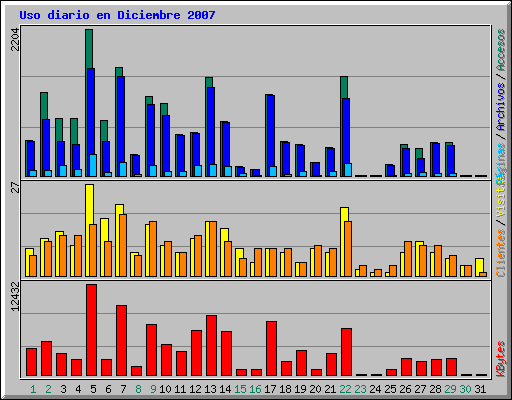 Uso diario en Diciembre 2007
2204
27
12432
Páginas / Archivos / Accesos
Clientes / Visitas
KBytes
1 2 3 4 5 6 7 8 9 10 11 12 13 14 15 16 17 18 19 20 21 22 23 24 25 26 27 28 29 30 31